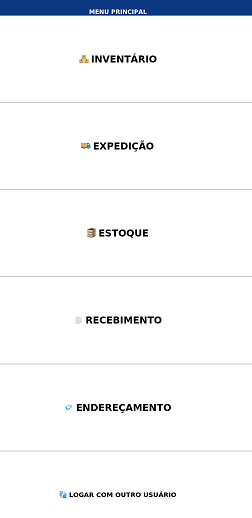 MENU PRINCIPAL
INVENTÁRIO
EXPEDIÇÃO
ESTOQUE
RECEBIMENTO
ENDEREÇAMENTO
LOGAR COM OUTRO USUÁRIO